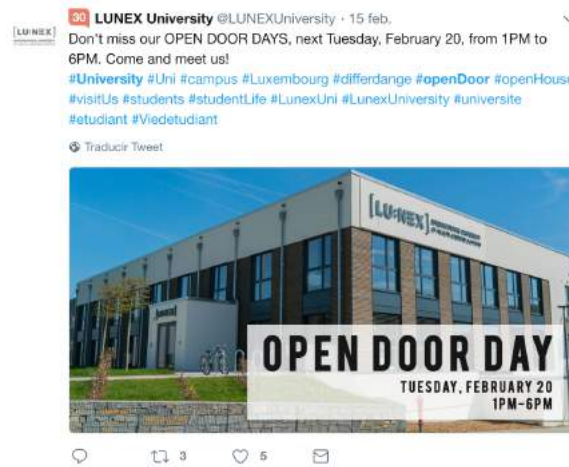 30 LUNEX University @LUNEXUniversity · 15 feb.
[LU:NEX]
Don't miss our OPEN DOOR DAYS, next Tuesday, February 20, from 1PM to
6PM. Come and meet us!
#University #Uni #campus #Luxembourg #differdange #openDoor #openHouse
#visitUs #students #studentLife #LunexUni #LunexUniversity #universite
#etudiant #Viedetudiant
Traducir Tweet
[LU:NEX]
[LU:NEX]
OPEN DOOR DAY
TUESDAY, FEBRUARY 20
1PM-6PM
3 5